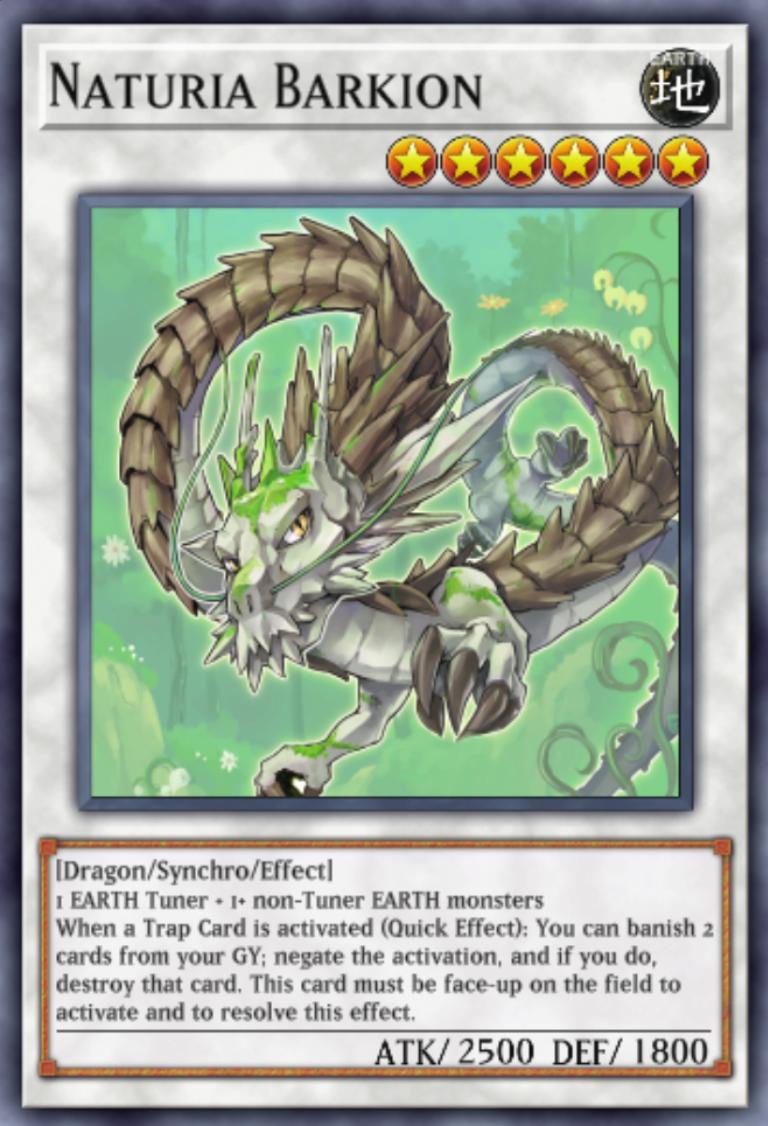 NATURIA BARKION
EARTH
地
[Dragon/Synchro/Effect]
1 EARTH Tuner + 1+ non-Tuner EARTH monsters
When a Trap Card is activated (Quick Effect): You can banish 2
cards from your GY; negate the activation, and if you do,
destroy that card. This card must be face-up on the field to
activate and to resolve this effect.
ATK/ 2500 DEF/ 1800